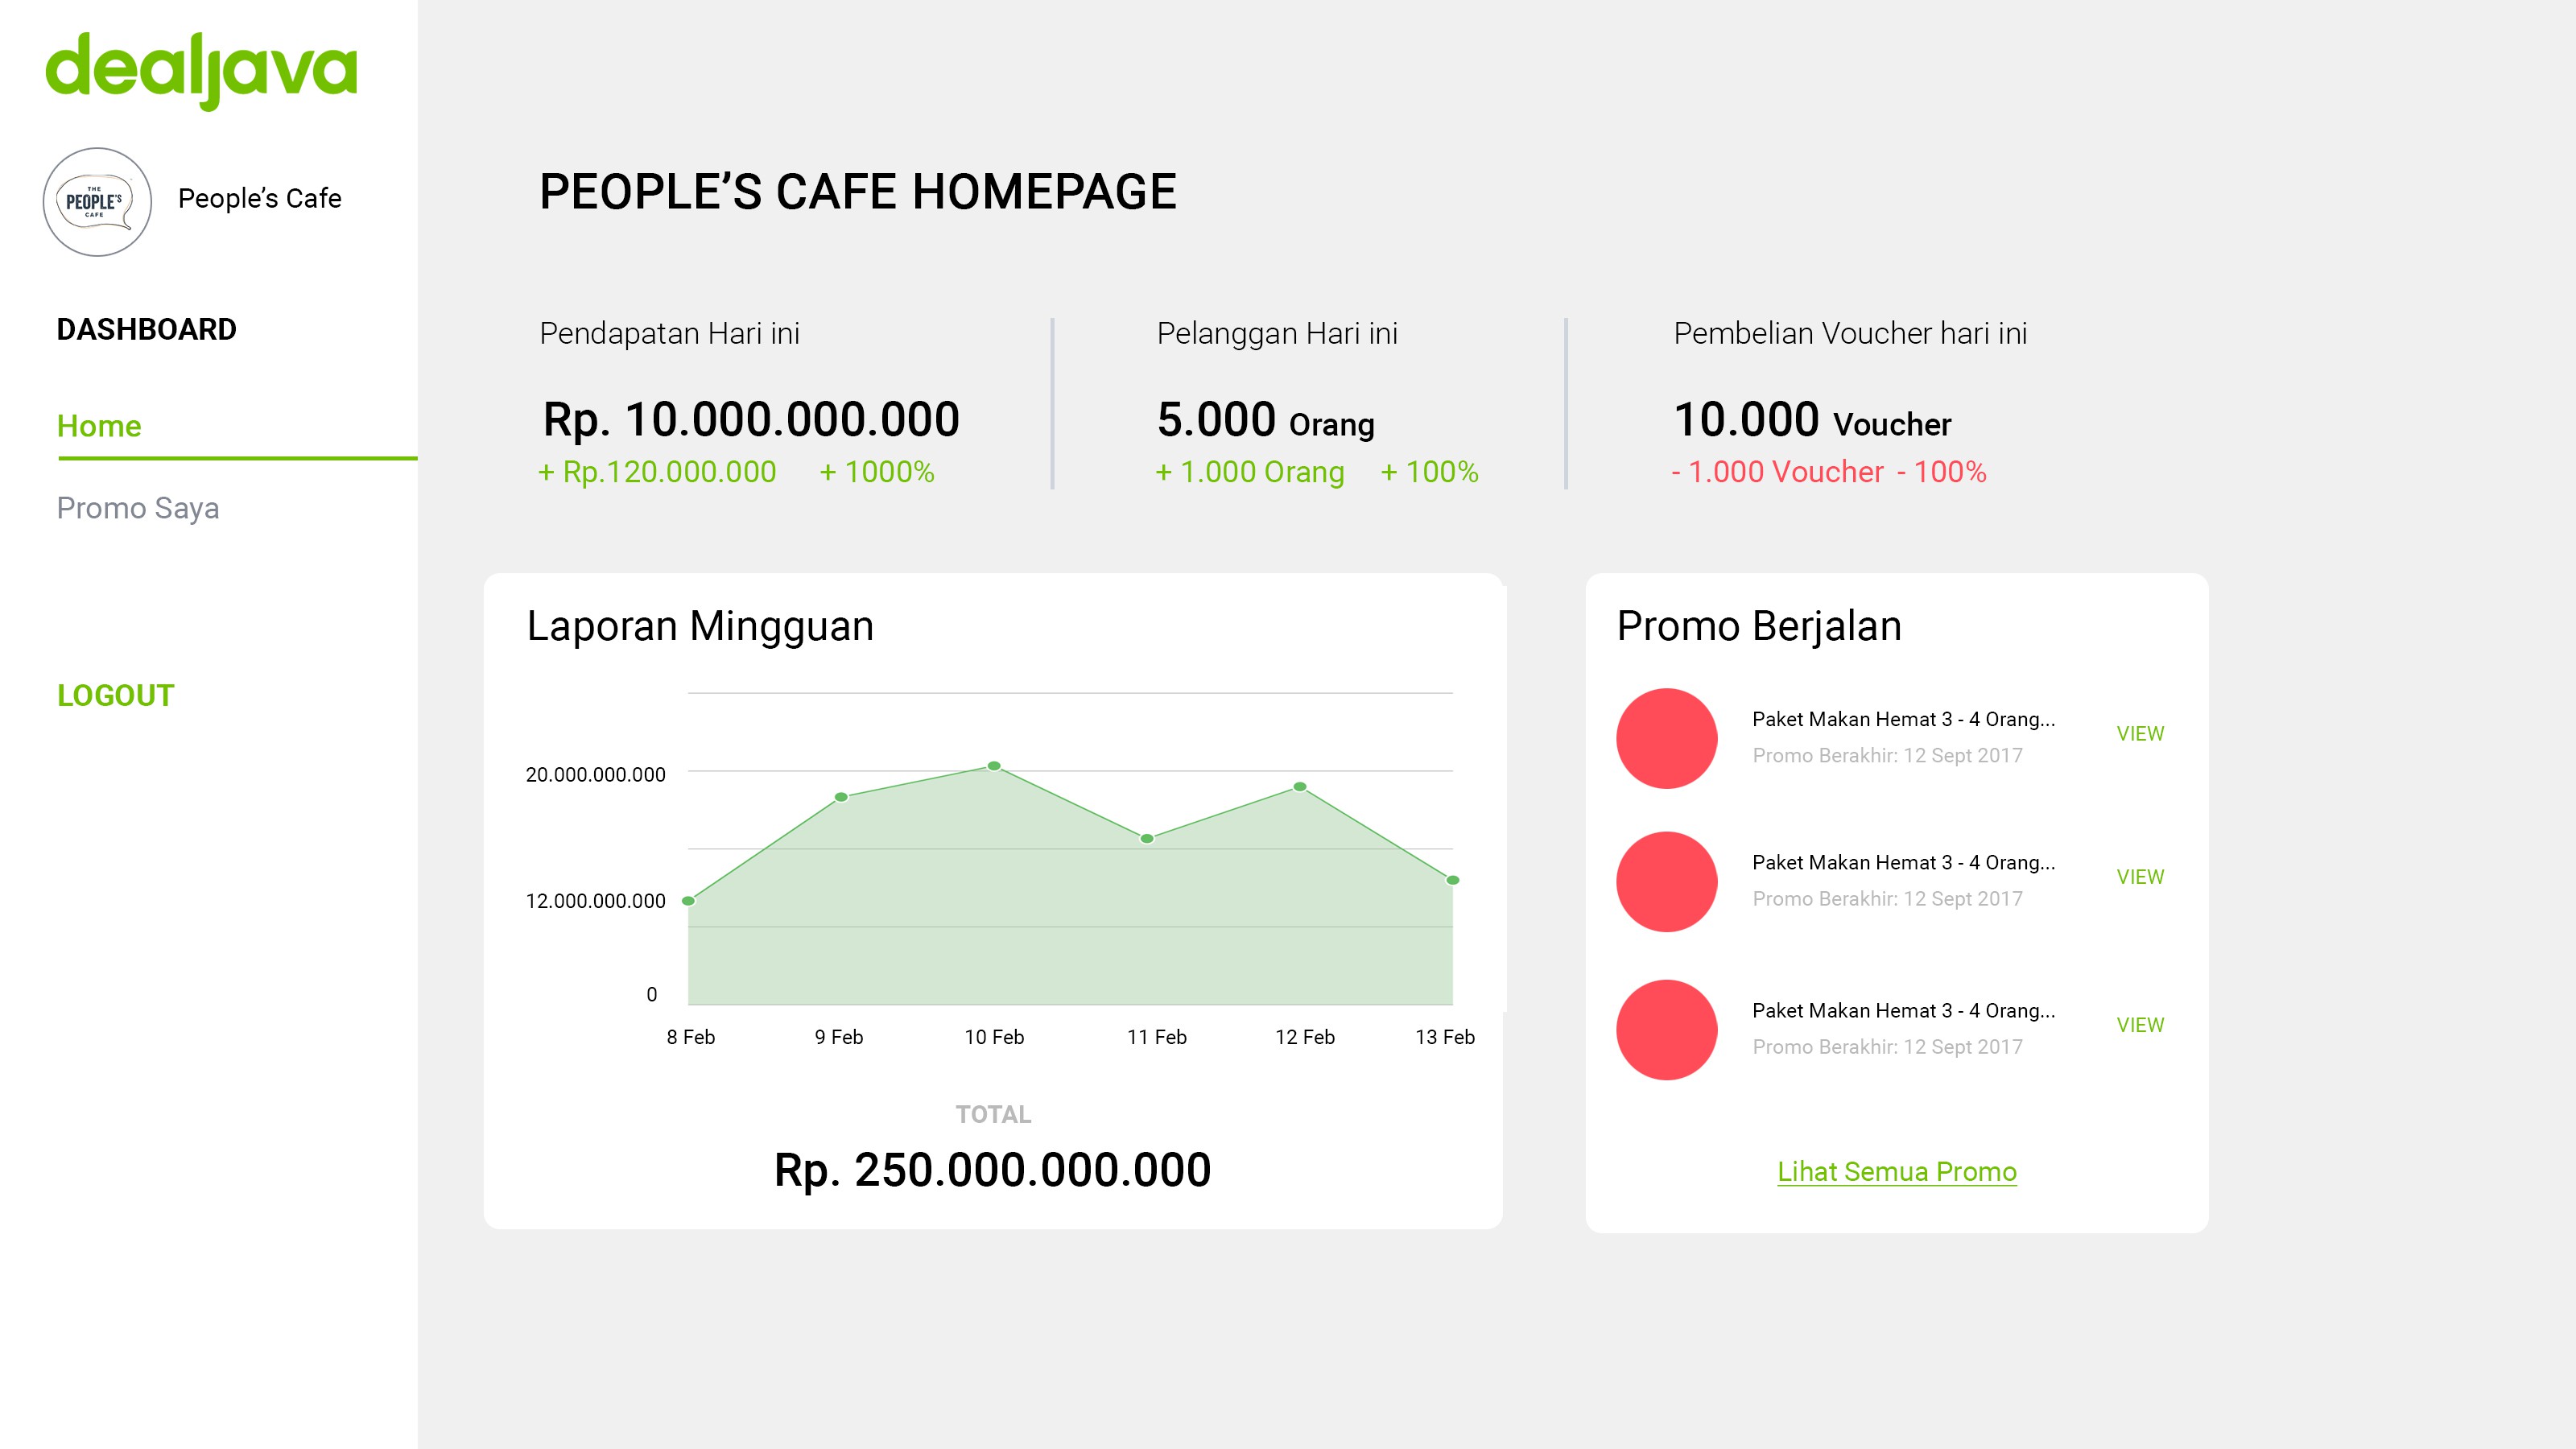 dealjava
THE
PEOPLE'S
CAFE
People’s Cafe
DASHBOARD
Home
Promo Saya
LOGOUT
PEOPLE’S CAFE HOMEPAGE
Pendapatan Hari ini
Rp. 10.000.000.000
+ Rp.120.000.000 + 1000%
Pelanggan Hari ini
5.000 Orang
+ 1.000 Orang + 100%
Pembelian Voucher hari ini
10.000 Voucher
- 1.000 Voucher - 100%
Laporan Mingguan
20.000.000.000
12.000.000.000
0
8 Feb 9 Feb 10 Feb 11 Feb 12 Feb 13 Feb
TOTAL
Rp. 250.000.000.000
Promo Berjalan
Paket Makan Hemat 3 - 4 Orang...
Promo Berakhir: 12 Sept 2017
VIEW
Paket Makan Hemat 3 - 4 Orang...
Promo Berakhir: 12 Sept 2017
VIEW
Paket Makan Hemat 3 - 4 Orang...
Promo Berakhir: 12 Sept 2017
VIEW
Lihat Semua Promo